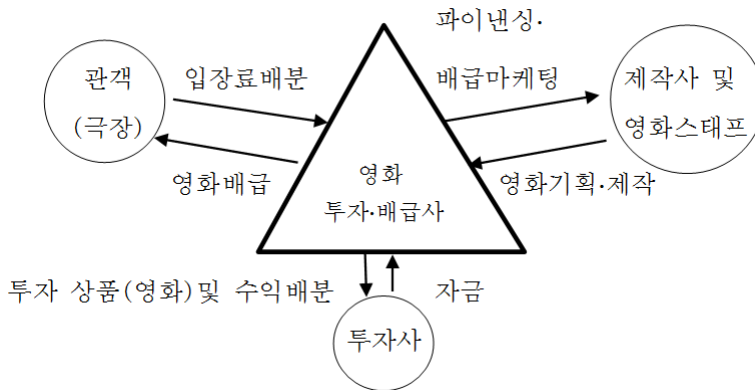 파이낸싱·
관객
(극장)
입장료배분
배급마케팅
제작사 및
영화스태프
영화배급
영화
투자·배급사
영화기획·제작
투자 상품(영화)및 수익배분
자금
투자사